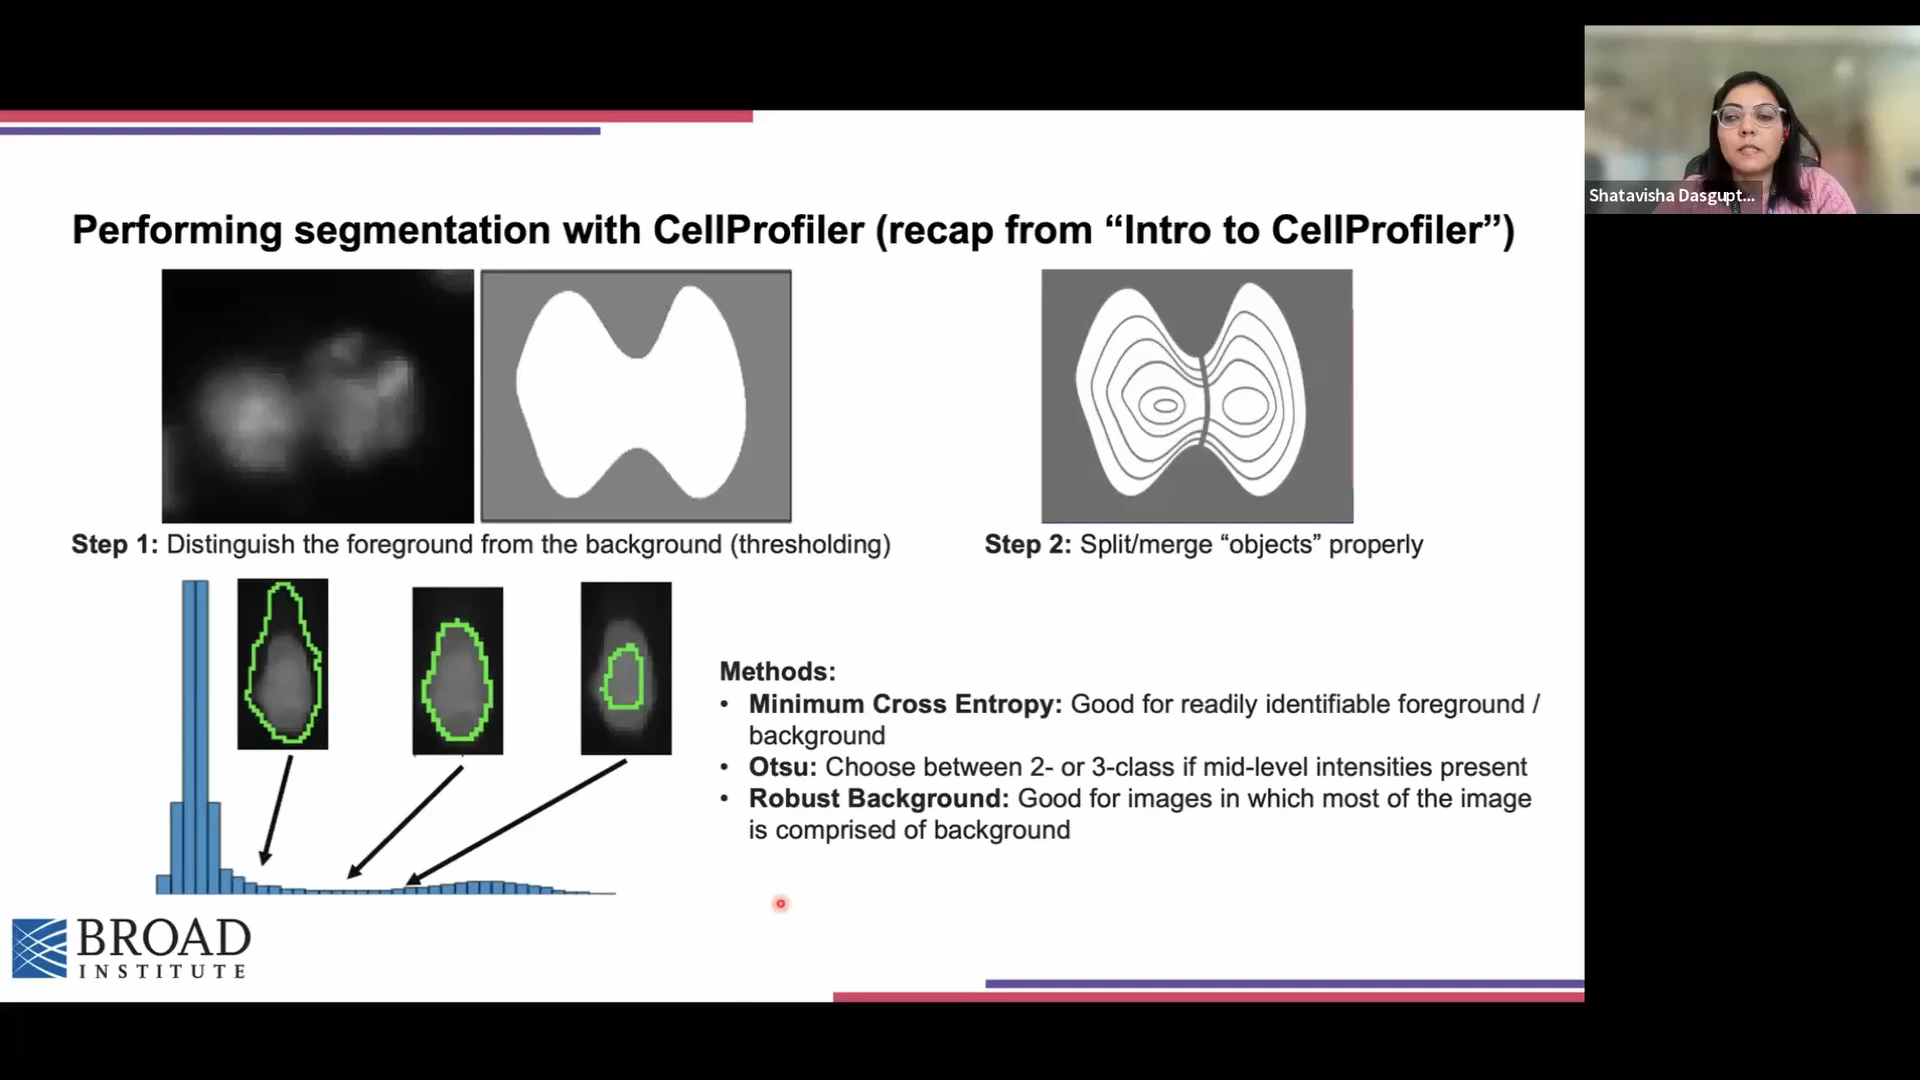 Shatavisha Dasgupt...
Performing segmentation with CellProfiler (recap from “Intro to CellProfiler”)
Step 1: Distinguish the foreground from the background (thresholding)
Step 2: Split/merge “objects” properly
Methods:
• Minimum Cross Entropy: Good for readily identifiable foreground /
background
• Otsu: Choose between 2- or 3-class if mid-level intensities present
• Robust Background: Good for images in which most of the image
is comprised of background
BROAD
INSTITUTE